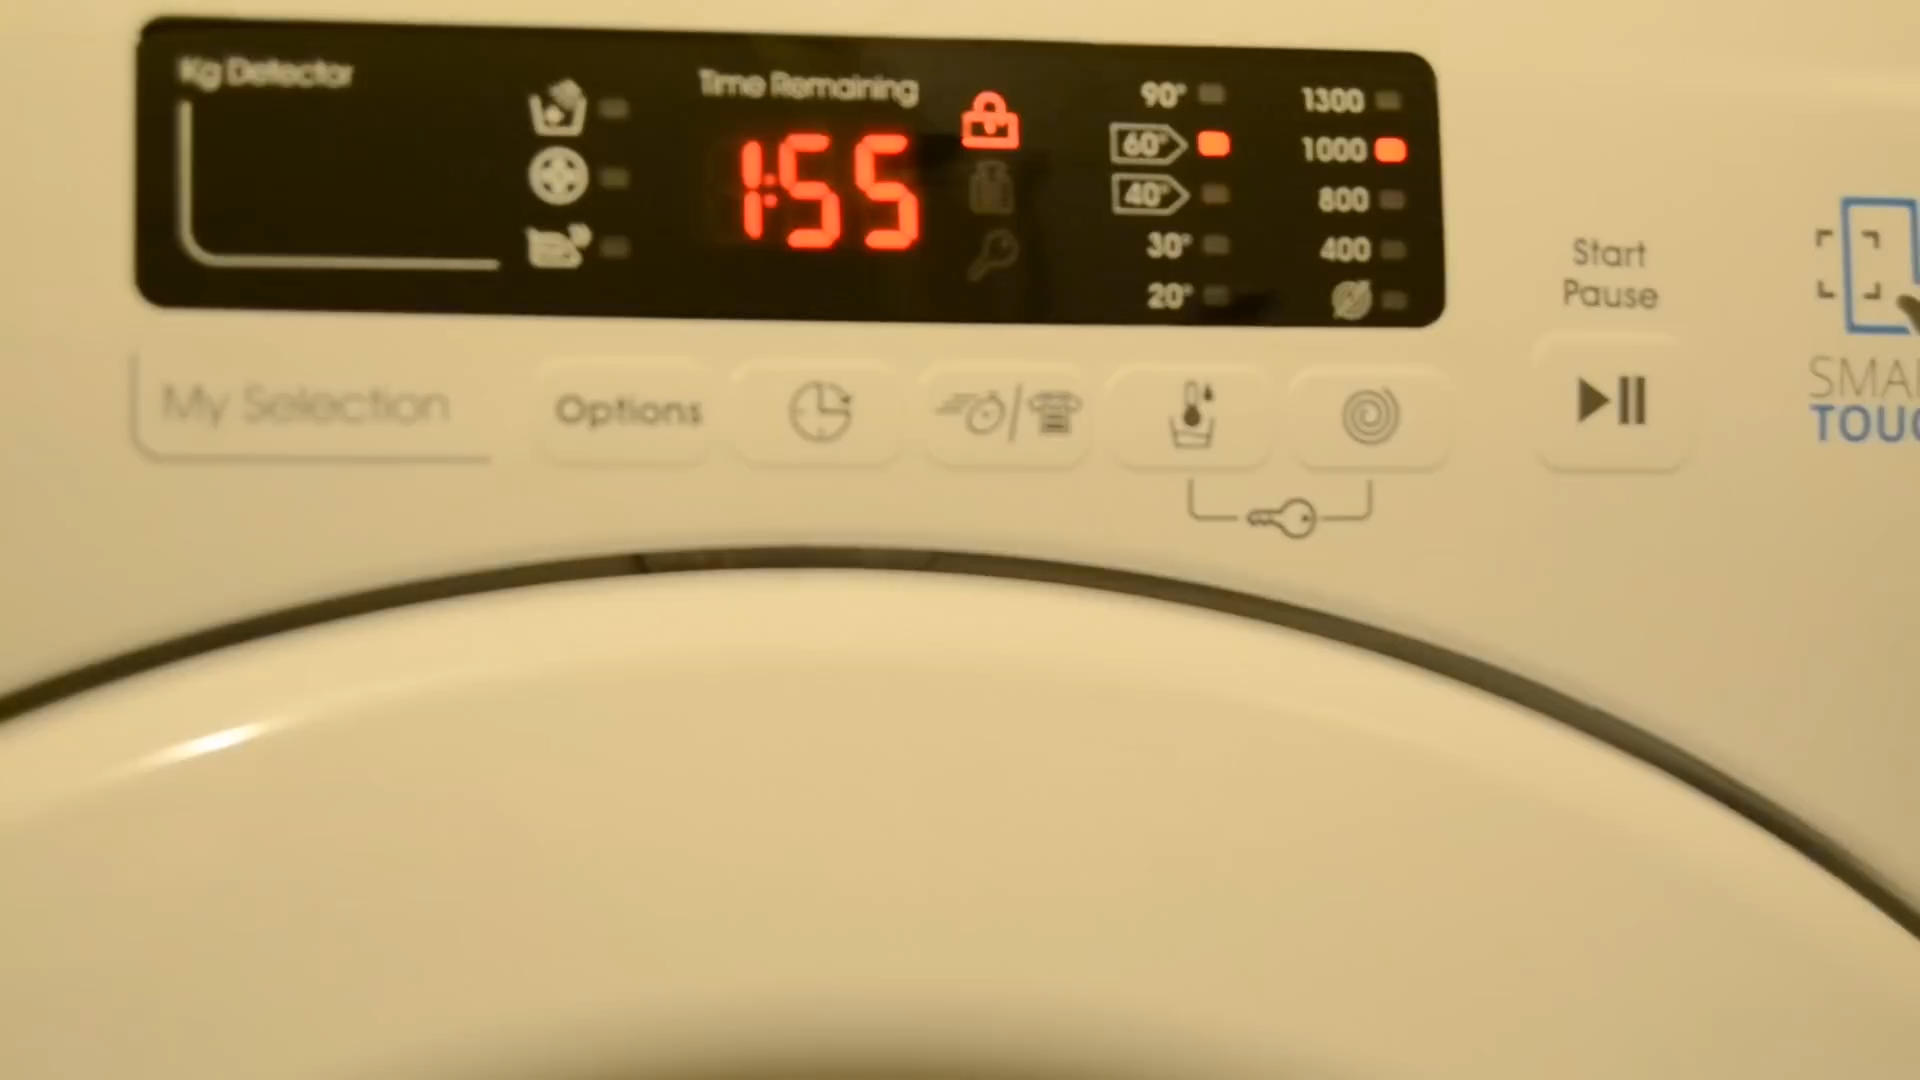 Kg Detector
Time Remaining
1:55
90°
60°
40°
30°
20°
1300
1000
800
400
My Selection
Options
Start
Pause
SMA
TOUC